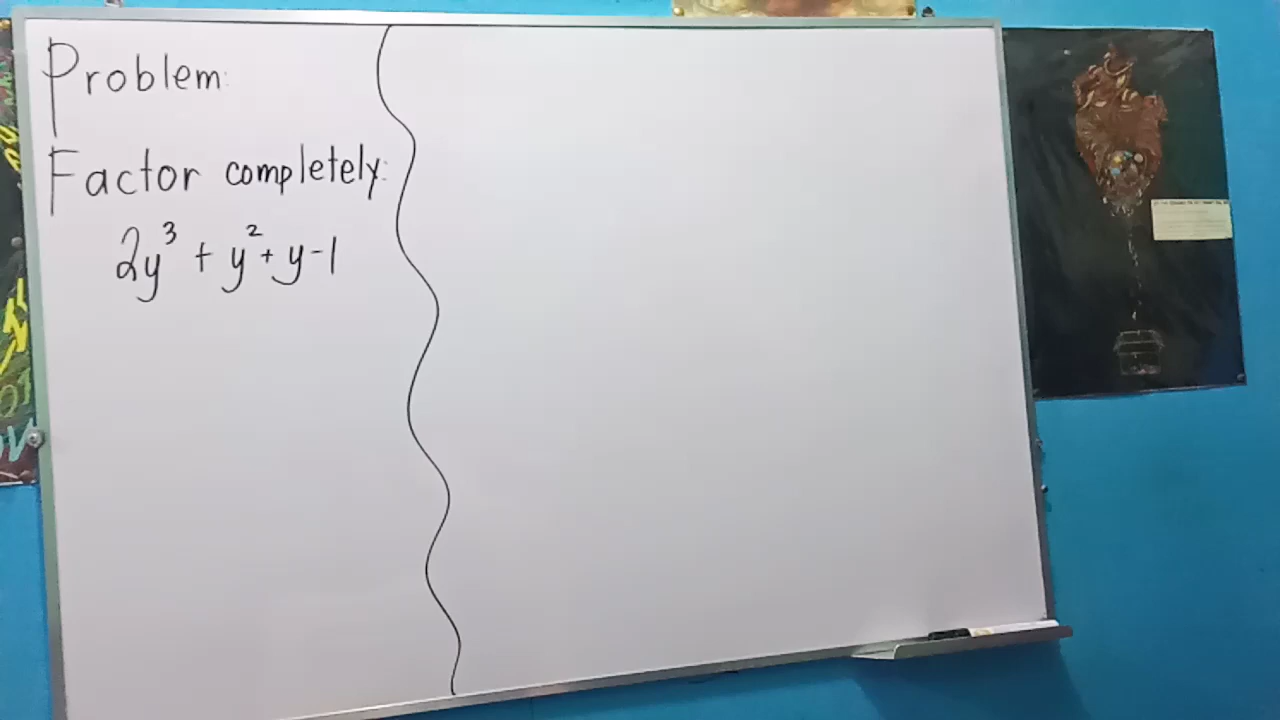 Problem:
Factor completely:
2y³ + y² + y - 1